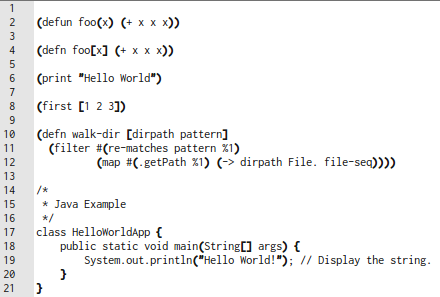 1
2 (defun foo(x) (+ x x x))
3
4 (defn foo[x] (+ x x x))
5
6 (print "Hello World")
7
8 (first [1 2 3])
9
10 (defn walk-dir [dirpath pattern]
11   (filter #(re-matches pattern %1)
12          (map #(.getPath %1) (-> dirpath File. file-seq))))
13
14 /*
15  * Java Example
16  */
17 class HelloWorldApp {
18     public static void main(String[] args) {
19         System.out.println("Hello World!"); // Display the string.
20     }
21 }